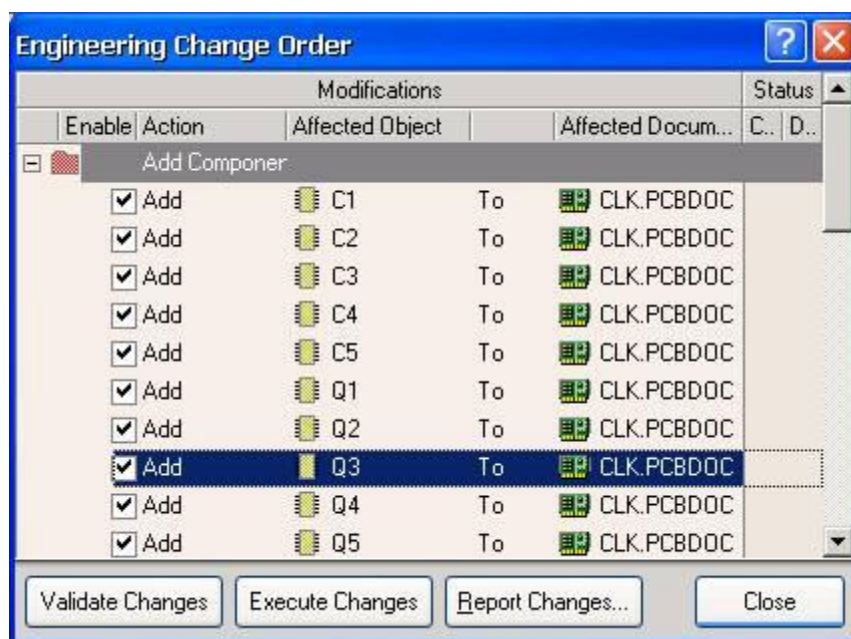 Engineering Change Order
Modifications Status
Enable Action Affected Object Affected Docum... C.. D..
Add Componer
Add C1 To CLK.PCBDOC
Add C2 To CLK.PCBDOC
Add C3 To CLK.PCBDOC
Add C4 To CLK.PCBDOC
Add C5 To CLK.PCBDOC
Add Q1 To CLK.PCBDOC
Add Q2 To CLK.PCBDOC
Add Q3 To CLK.PCBDOC
Add Q4 To CLK.PCBDOC
Add Q5 To CLK.PCBDOC
Validate Changes Execute Changes Report Changes... Close